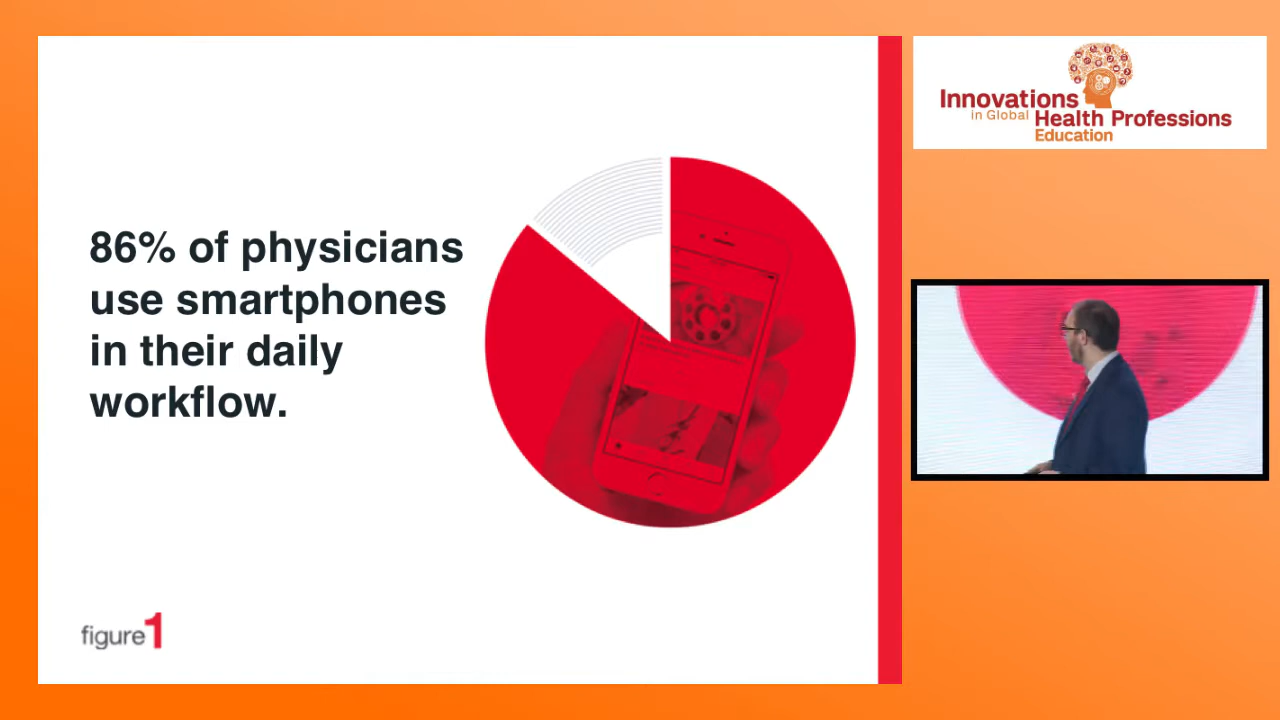 86% of physicians
use smartphones
in their daily
workflow.
figure1
Innovations
in Global Health Professions
Education